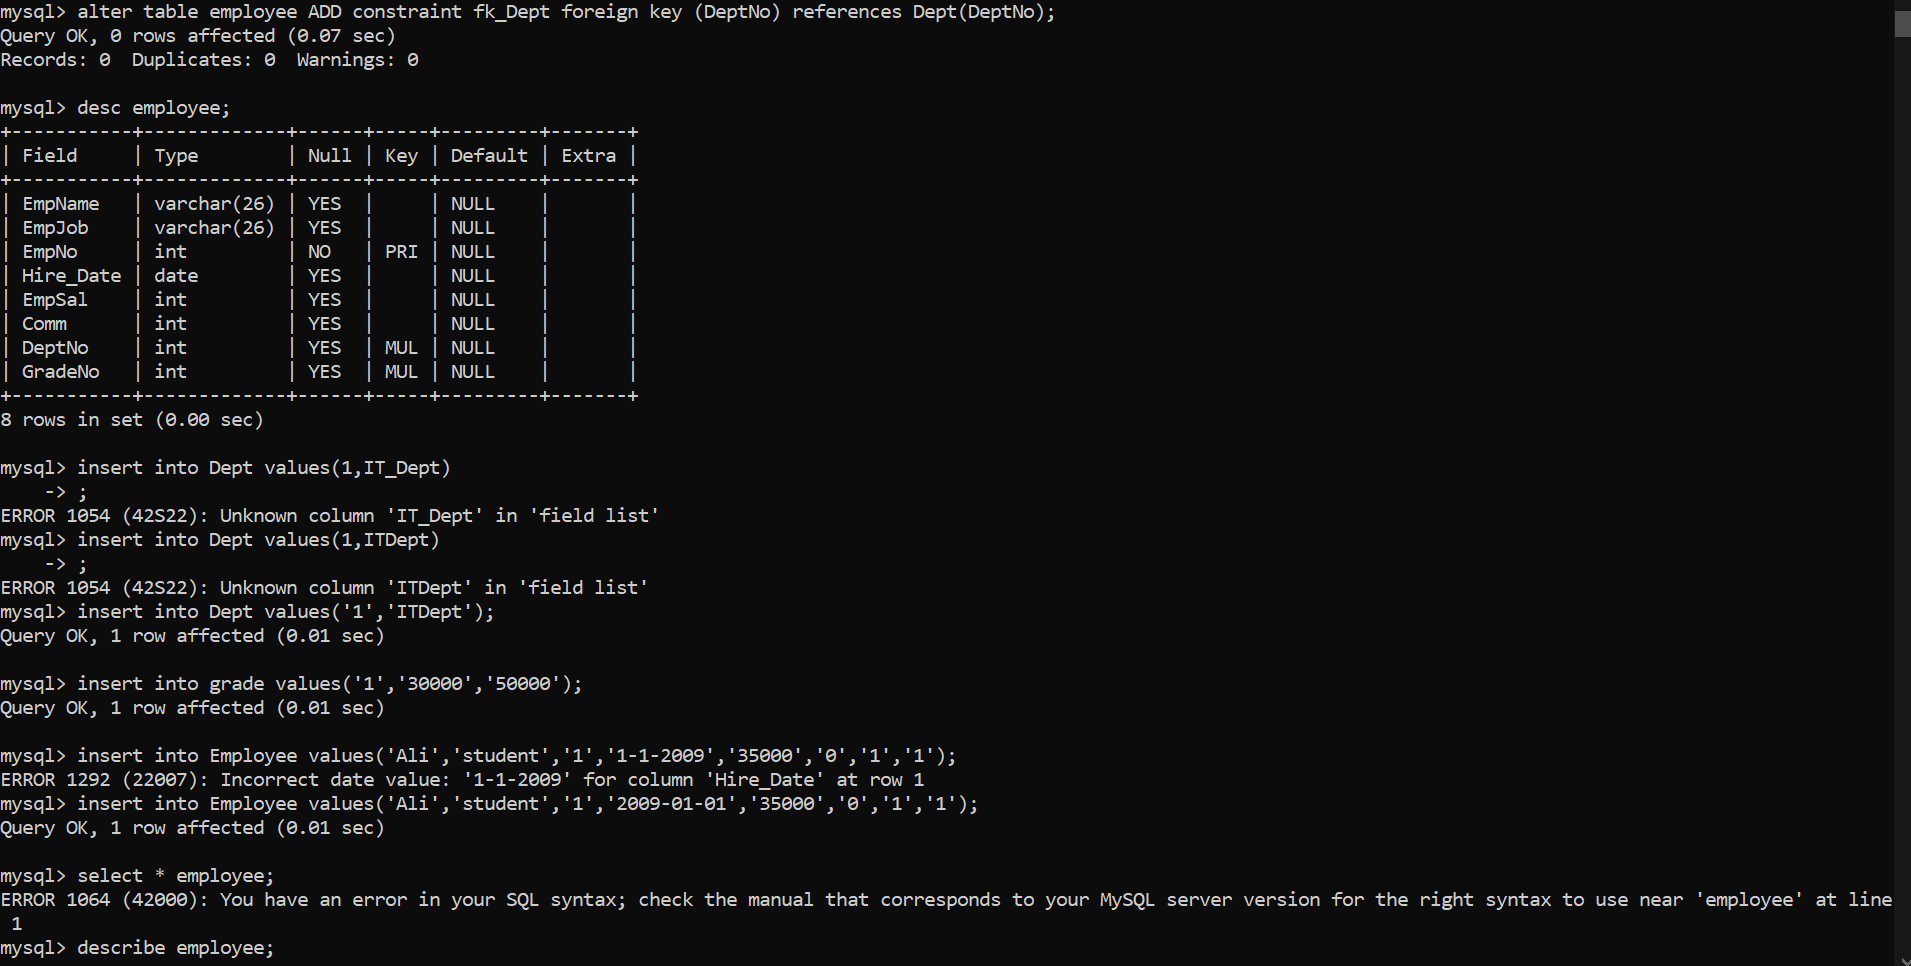 mysql> alter table employee ADD constraint fk_Dept foreign key (DeptNo) references Dept(DeptNo);
Query OK, 0 rows affected (0.07 sec)
Records: 0  Duplicates: 0  Warnings: 0

mysql> desc employee;
+-----------+-------------+------+-----+---------+-------+
| Field     | Type        | Null | Key | Default | Extra |
+-----------+-------------+------+-----+---------+-------+
| EmpName   | varchar(26) | YES  |     | NULL    |       |
| EmpJob    | varchar(26) | YES  |     | NULL    |       |
| EmpNo     | int         | NO   | PRI | NULL    |       |
| Hire_Date | date        | YES  |     | NULL    |       |
| EmpSal    | int         | YES  |     | NULL    |       |
| Comm      | int         | YES  |     | NULL    |       |
| DeptNo    | int         | YES  | MUL | NULL    |       |
| GradeNo   | int         | YES  | MUL | NULL    |       |
+-----------+-------------+------+-----+---------+-------+
8 rows in set (0.00 sec)

mysql> insert into Dept values(1,IT_Dept)
    -> ;
ERROR 1054 (42S22): Unknown column 'IT_Dept' in 'field list'
mysql> insert into Dept values(1,ITDept)
    -> ;
ERROR 1054 (42S22): Unknown column 'ITDept' in 'field list'
mysql> insert into Dept values('1','ITDept');
Query OK, 1 row affected (0.01 sec)

mysql> insert into grade values('1','30000','50000');
Query OK, 1 row affected (0.01 sec)

mysql> insert into Employee values('Ali','student','1','1-1-2009','35000','0','1','1');
ERROR 1292 (22007): Incorrect date value: '1-1-2009' for column 'Hire_Date' at row 1
mysql> insert into Employee values('Ali','student','1','2009-01-01','35000','0','1','1');
Query OK, 1 row affected (0.01 sec)

mysql> select * employee;
ERROR 1064 (42000): You have an error in your SQL syntax; check the manual that corresponds to your MySQL server version for the right syntax to use near 'employee' at line
 1
mysql> describe employee;